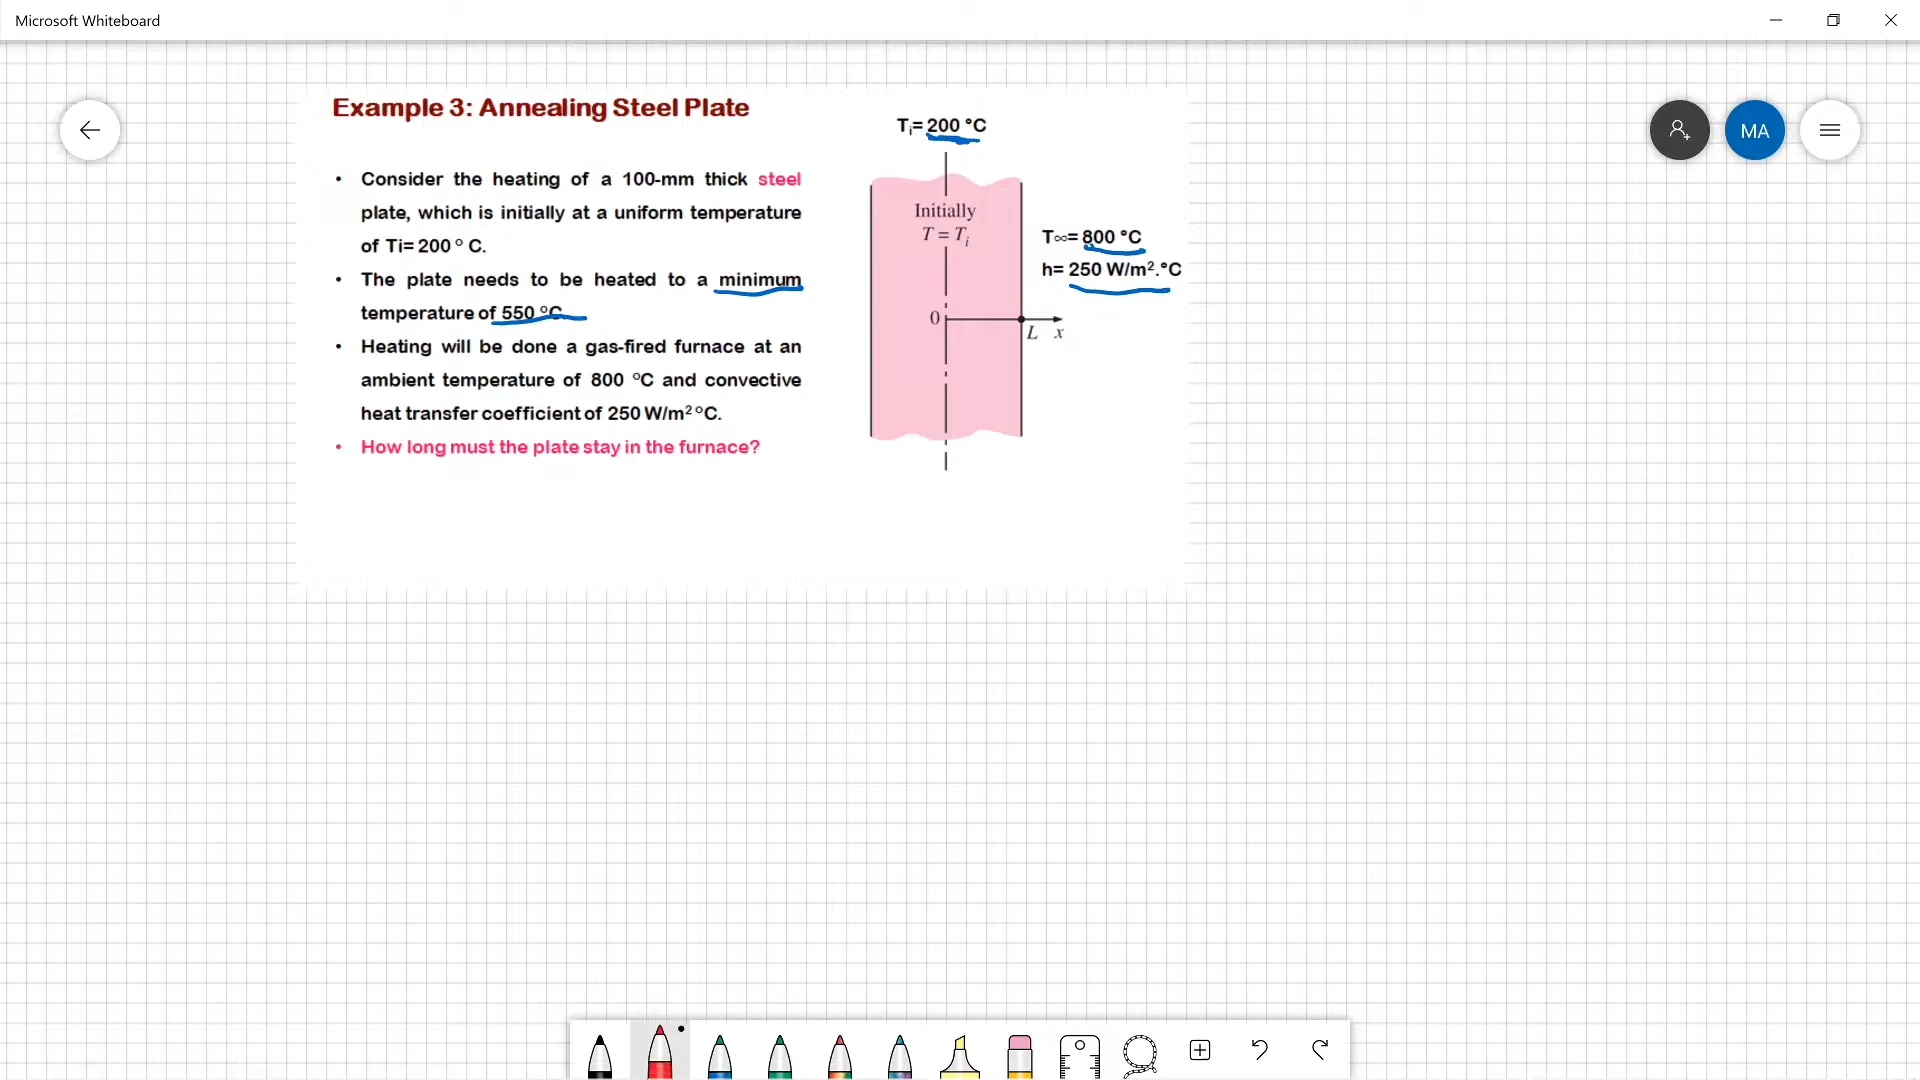 Microsoft Whiteboard
Example 3: Annealing Steel Plate
• Consider the heating of a 100-mm thick steel
plate, which is initially at a uniform temperature
of Ti= 200 ° C.
• The plate needs to be heated to a minimum
temperature of 550 °C.
• Heating will be done a gas-fired furnace at an
ambient temperature of 800 °C and convective
heat transfer coefficient of 250 W/m² °C.
• How long must the plate stay in the furnace?
Tᵢ= 200 °C
Initially
T = Tᵢ
T∞= 800 °C
h= 250 W/m².°C
0
L x
MA